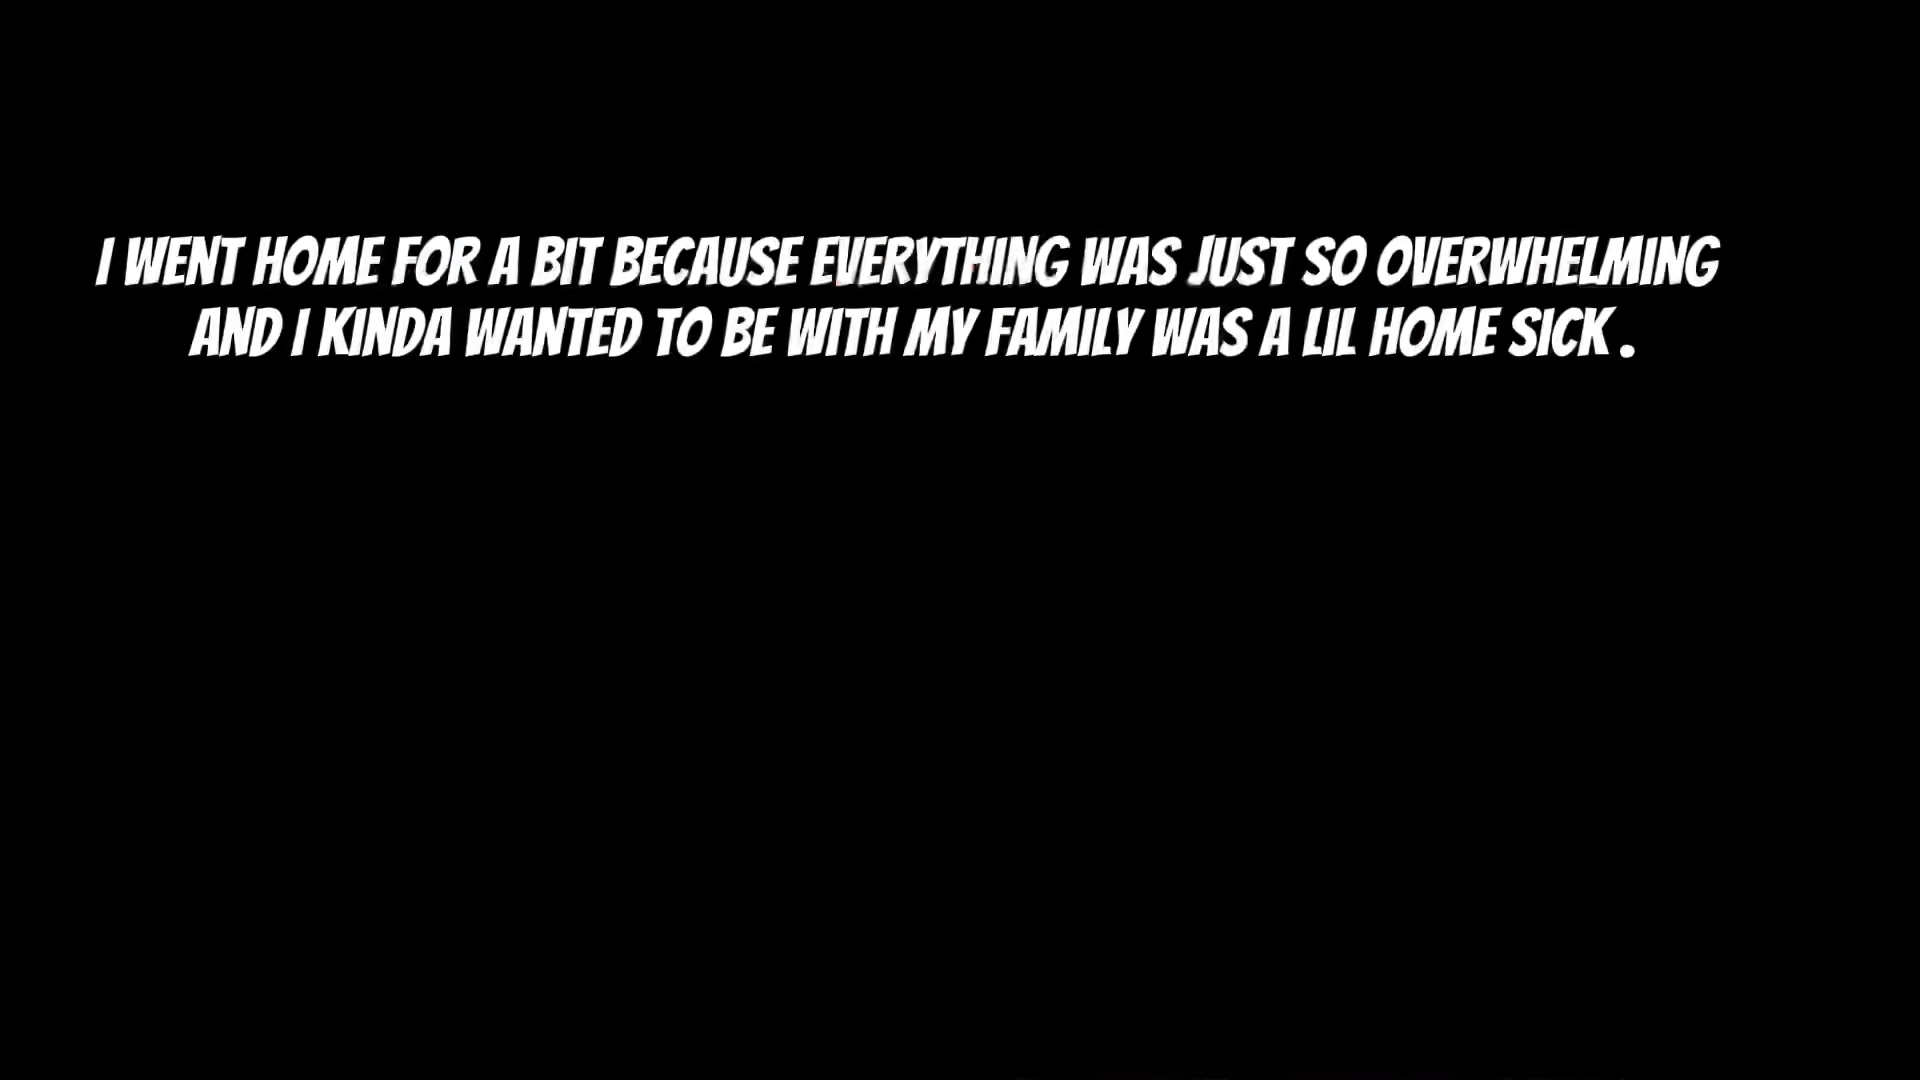 I WENT HOME FOR A BIT BECAUSE EVERYTHING WAS JUST SO OVERWHELMING
AND I KINDA WANTED TO BE WITH MY FAMILY WAS A LIL HOME SICK .